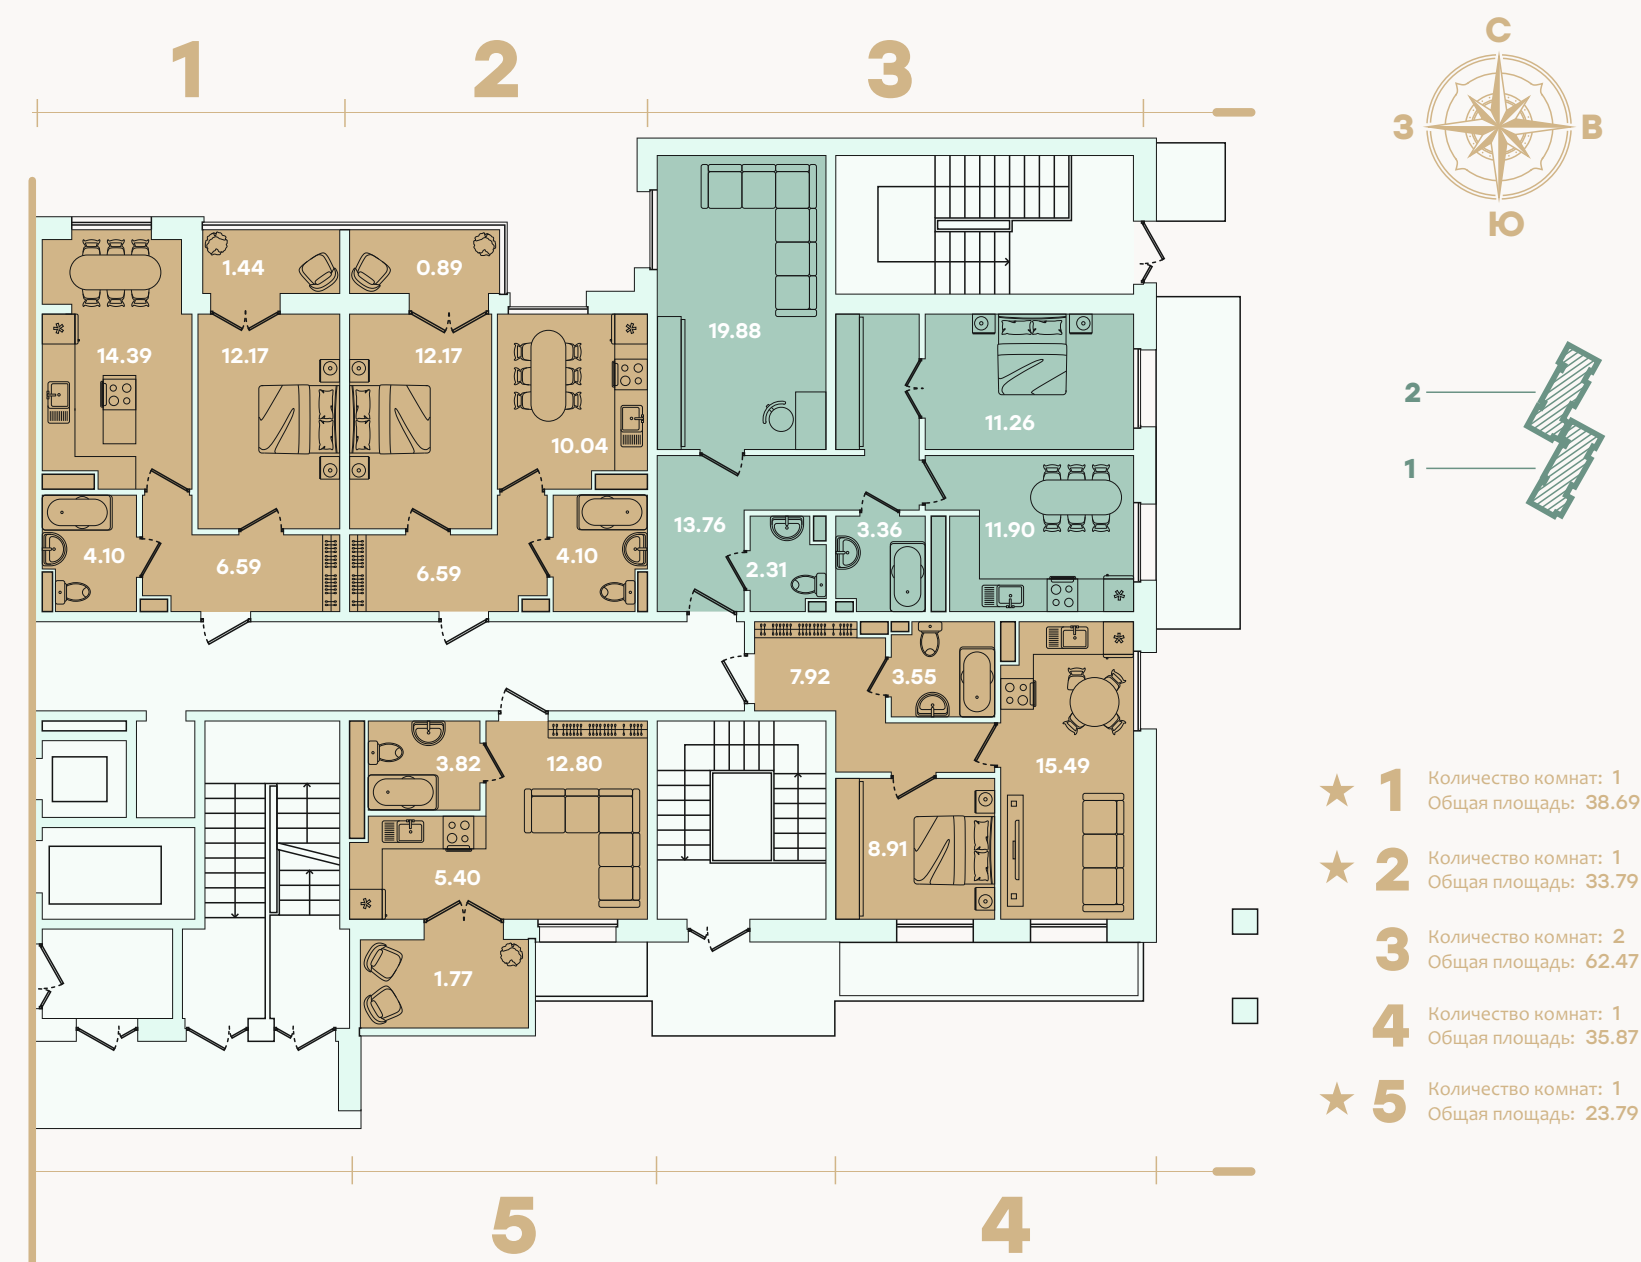 1 2 3
С
З В
Ю
1.44 0.89
14.39 12.17 12.17 10.04
19.88 11.26
4.10 6.59 6.59 4.10
13.76 2.31 3.36 11.90
7.92 3.55 15.49
3.82 12.80
5.40 8.91
1.77
5 4
2
1
1 Количество комнат: 1
Общая площадь: 38.69
2 Количество комнат: 1
Общая площадь: 33.79
3 Количество комнат: 2
Общая площадь: 62.47
4 Количество комнат: 1
Общая площадь: 35.87
5 Количество комнат: 1
Общая площадь: 23.79